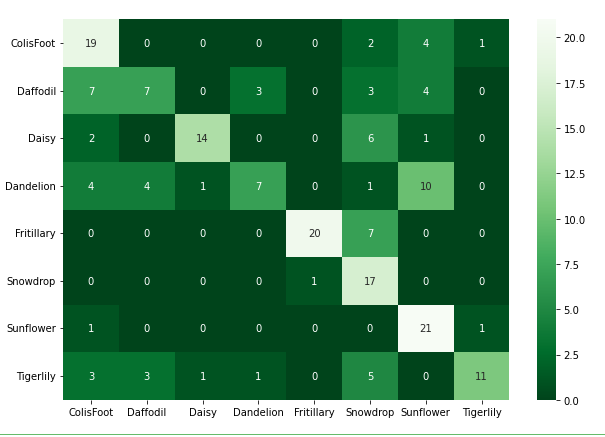 ColisFoot 19 0 0 0 0 2 4 1
Daffodil 7 7 0 3 0 3 4 0
Daisy 2 0 14 0 0 6 1 0
Dandelion 4 4 1 7 0 1 10 0
Fritillary 0 0 0 0 20 7 0 0
Snowdrop 0 0 0 0 1 17 0 0
Sunflower 1 0 0 0 0 0 21 1
Tigerlily 3 3 1 1 0 5 0 11
ColisFoot Daffodil Daisy Dandelion Fritillary Snowdrop Sunflower Tigerlily
20.0
17.5
15.0
12.5
10.0
7.5
5.0
2.5
0.0